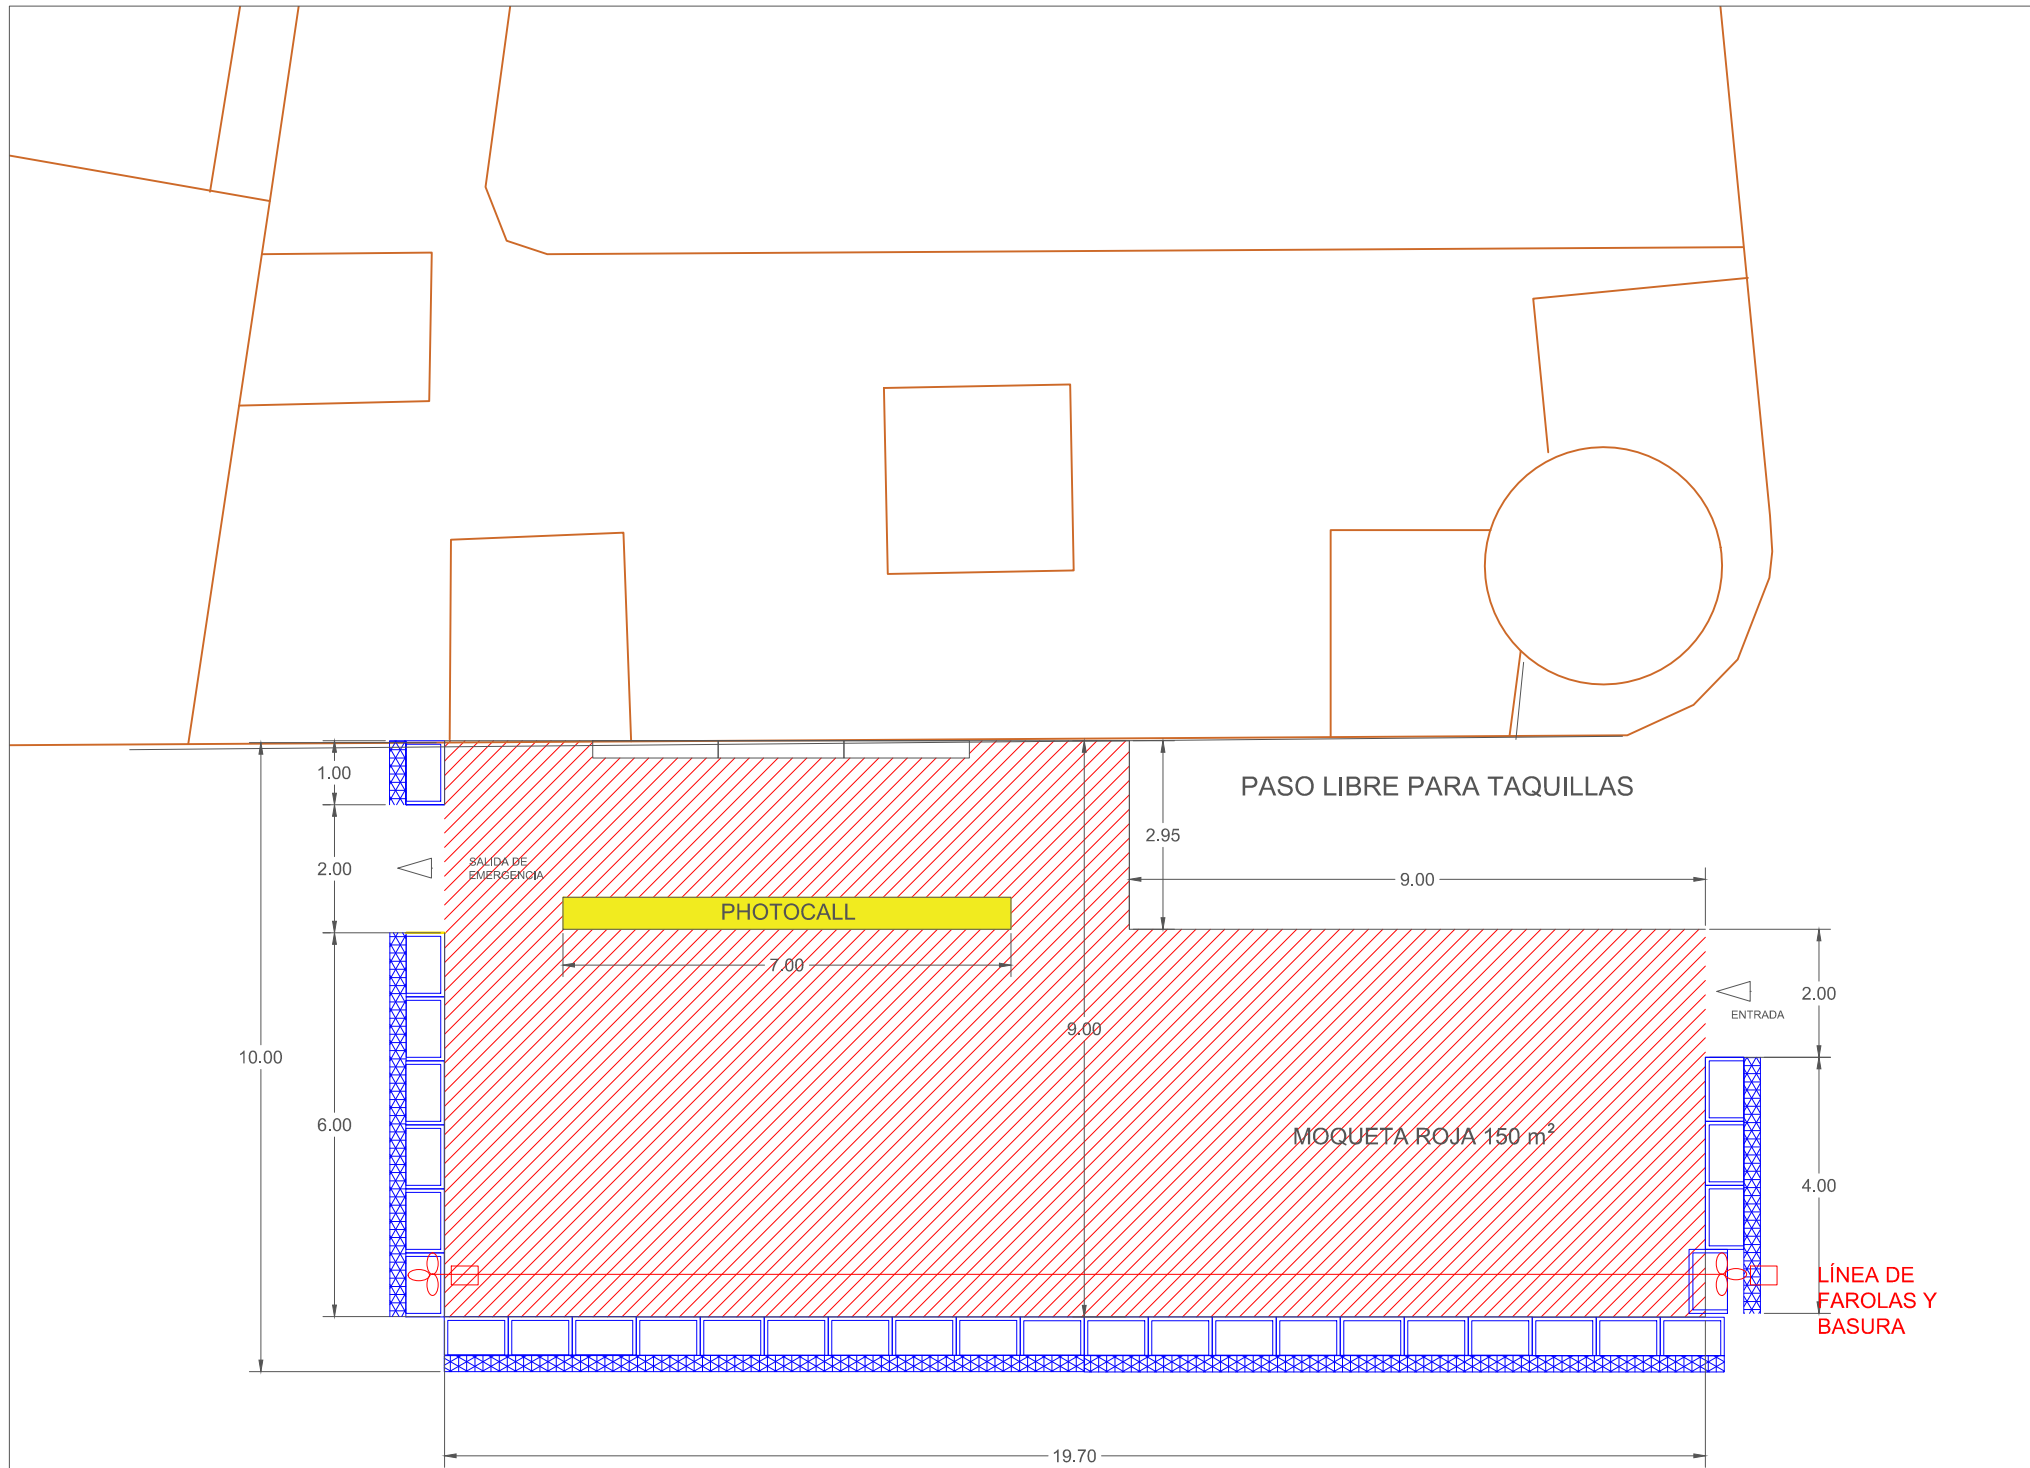 1.00
PASO LIBRE PARA TAQUILLAS
2.95
2.00
SALIDA DE
EMERGENCIA
9.00
PHOTOCALL
7.00
2.00
ENTRADA
9.00
10.00
6.00
MOQUETA ROJA 150 m²
4.00
LÍNEA DE
FAROLAS Y
BASURA
19.70